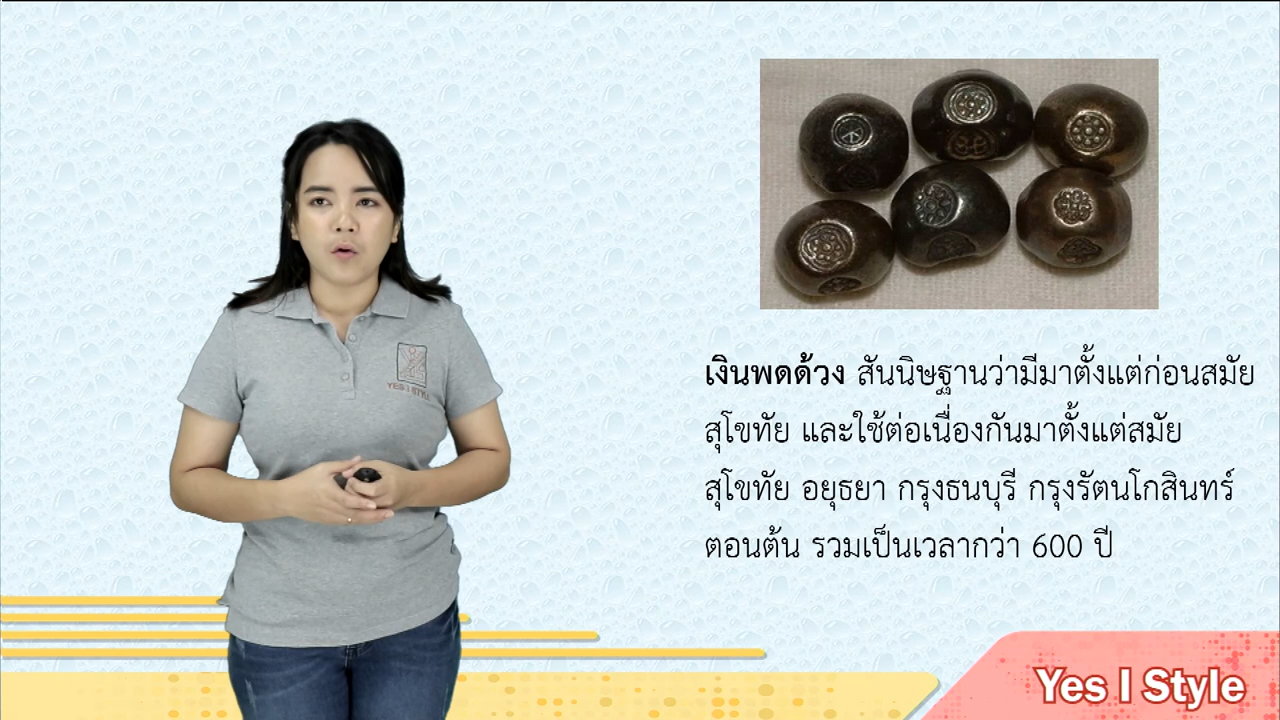 YES I STYLE
เงินพดด้วง สันนิษฐานว่ามีมาตั้งแต่ก่อนสมัย
สุโขทัย และใช้ต่อเนื่องกันมาตั้งแต่สมัย
สุโขทัย อยุธยา กรุงธนบุรี กรุงรัตนโกสินทร์
ตอนต้น รวมเป็นเวลากว่า 600 ปี
Yes I Style